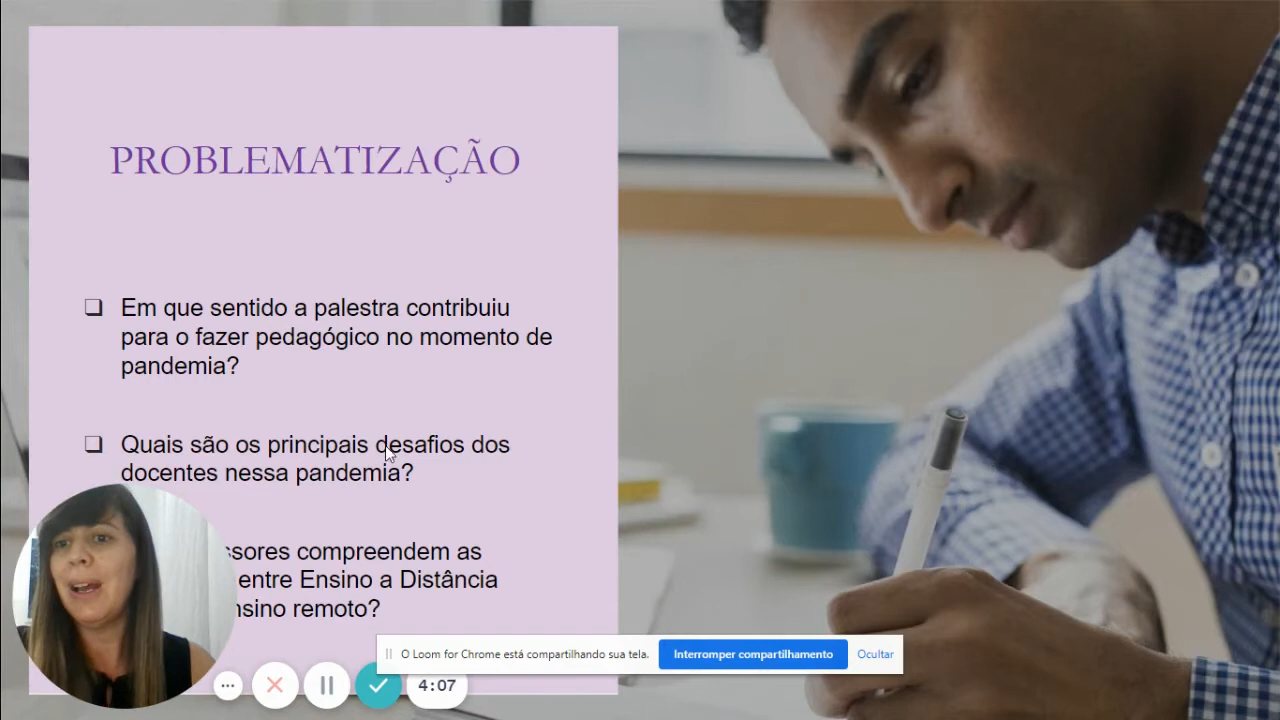 PROBLEMATIZAÇÃO
Em que sentido a palestra contribuiu
para o fazer pedagógico no momento de
pandemia?
Quais são os principais desafios dos
docentes nessa pandemia?
compreendem as
entre Ensino a Distância
remoto?
O Loom for Chrome está compartilhando sua tela.
Interromper compartilhamento
Ocultar
4:07